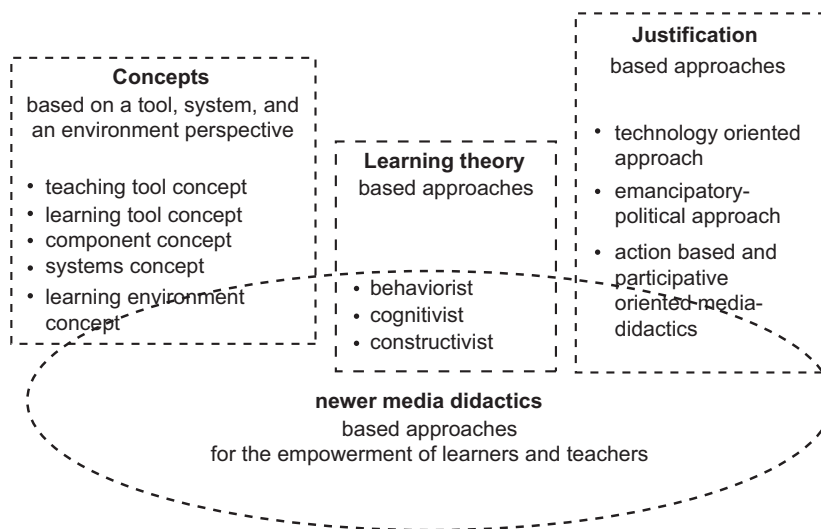 Concepts
based on a tool, system, and
an environment perspective
• teaching tool concept
• learning tool concept
• component concept
• systems concept
• learning environment
concept
Learning theory
based approaches
• behaviorist
• cognitivist
• constructivist
Justification
based approaches
• technology oriented
approach
• emancipatory-
political approach
• action based and
participative
oriented media-
didactics
newer media didactics
based approaches
for the empowerment of learners and teachers